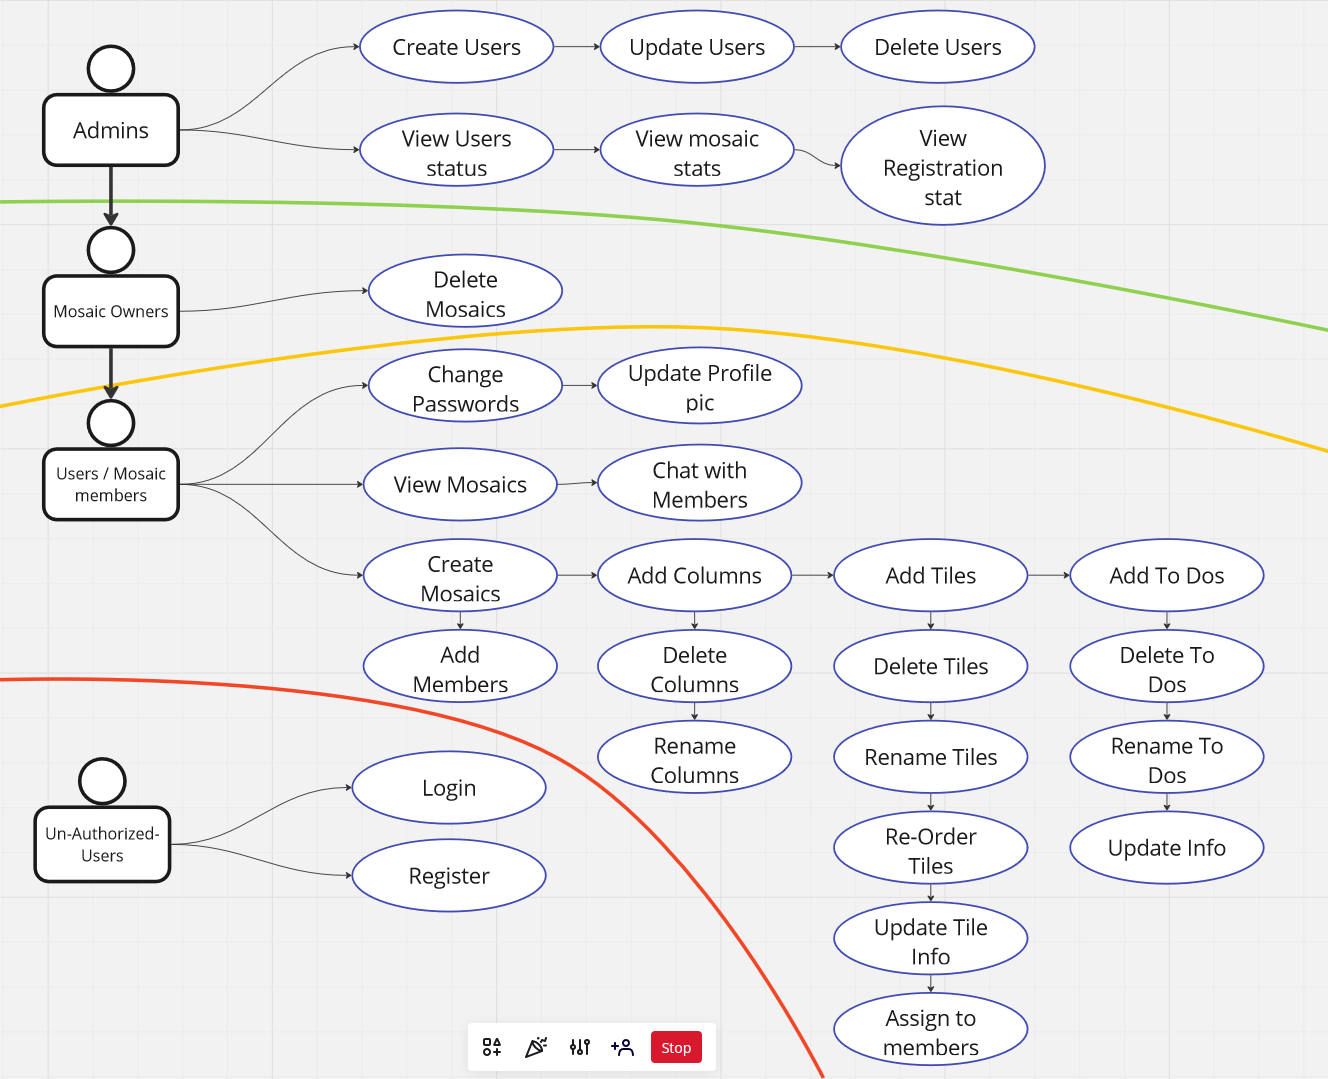 Create Users
Update Users
Delete Users
Admins
View Users
status
View mosaic
stats
View
Registration
stat
Mosaic Owners
Delete
Mosaics
Change
Passwords
Update Profile
pic
Users / Mosaic
members
View Mosaics
Chat with
Members
Create
Mosaics
Add Columns
Add Tiles
Add To Dos
Add
Members
Delete
Columns
Delete Tiles
Delete To
Dos
Rename
Columns
Rename Tiles
Rename To
Dos
Un-Authorized-
Users
Login
Register
Re-Order
Tiles
Update Info
Update Tile
Info
Assign to
members
Stop